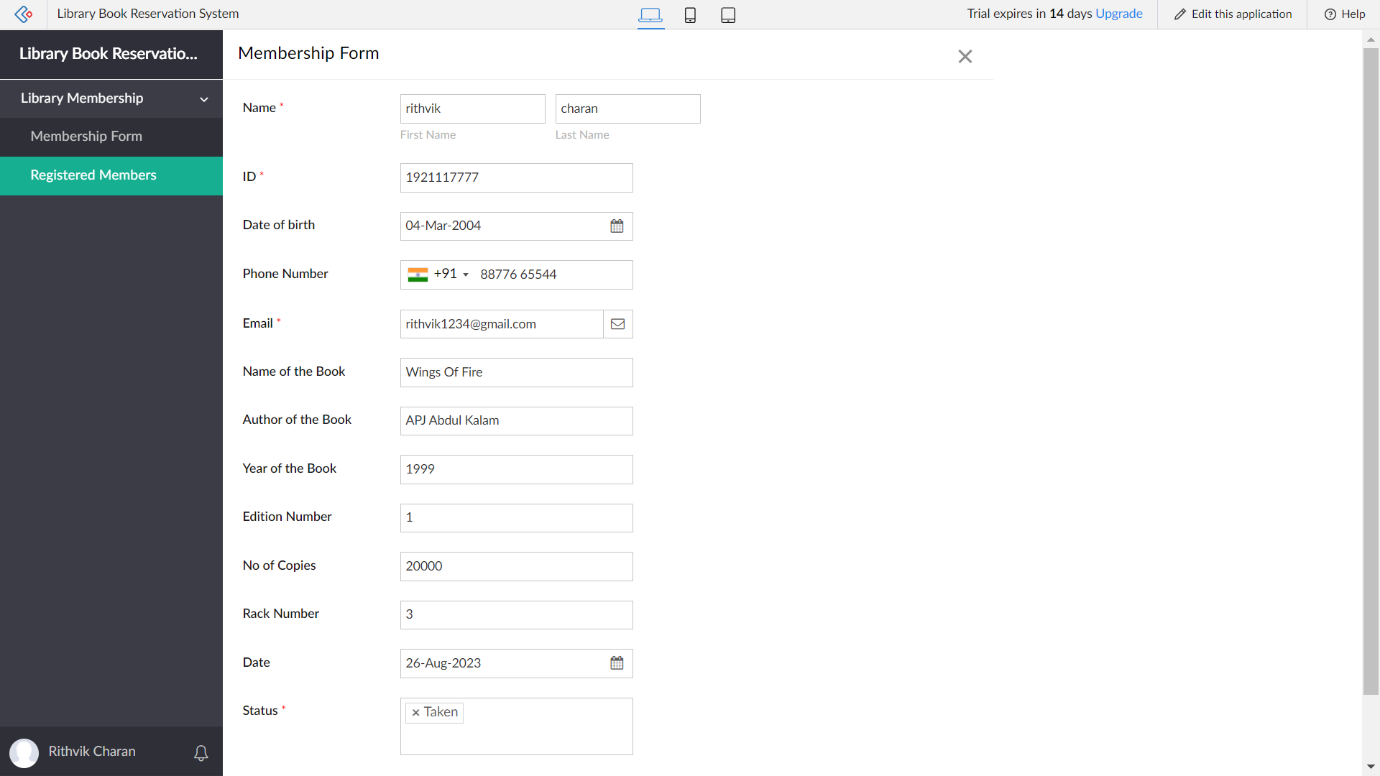 Library Book Reservation System
Trial expires in 14 days Upgrade
Edit this application
Help
Library Book Reservatio...
Library Membership
Membership Form
Registered Members
Rithvik Charan
Membership Form
Name *
rithvik
charan
First Name
Last Name
ID *
1921117777
Date of birth
04-Mar-2004
Phone Number
+91
88776 65544
Email *
rithvik1234@gmail.com
Name of the Book
Wings Of Fire
Author of the Book
APJ Abdul Kalam
Year of the Book
1999
Edition Number
1
No of Copies
20000
Rack Number
3
Date
26-Aug-2023
Status *
× Taken